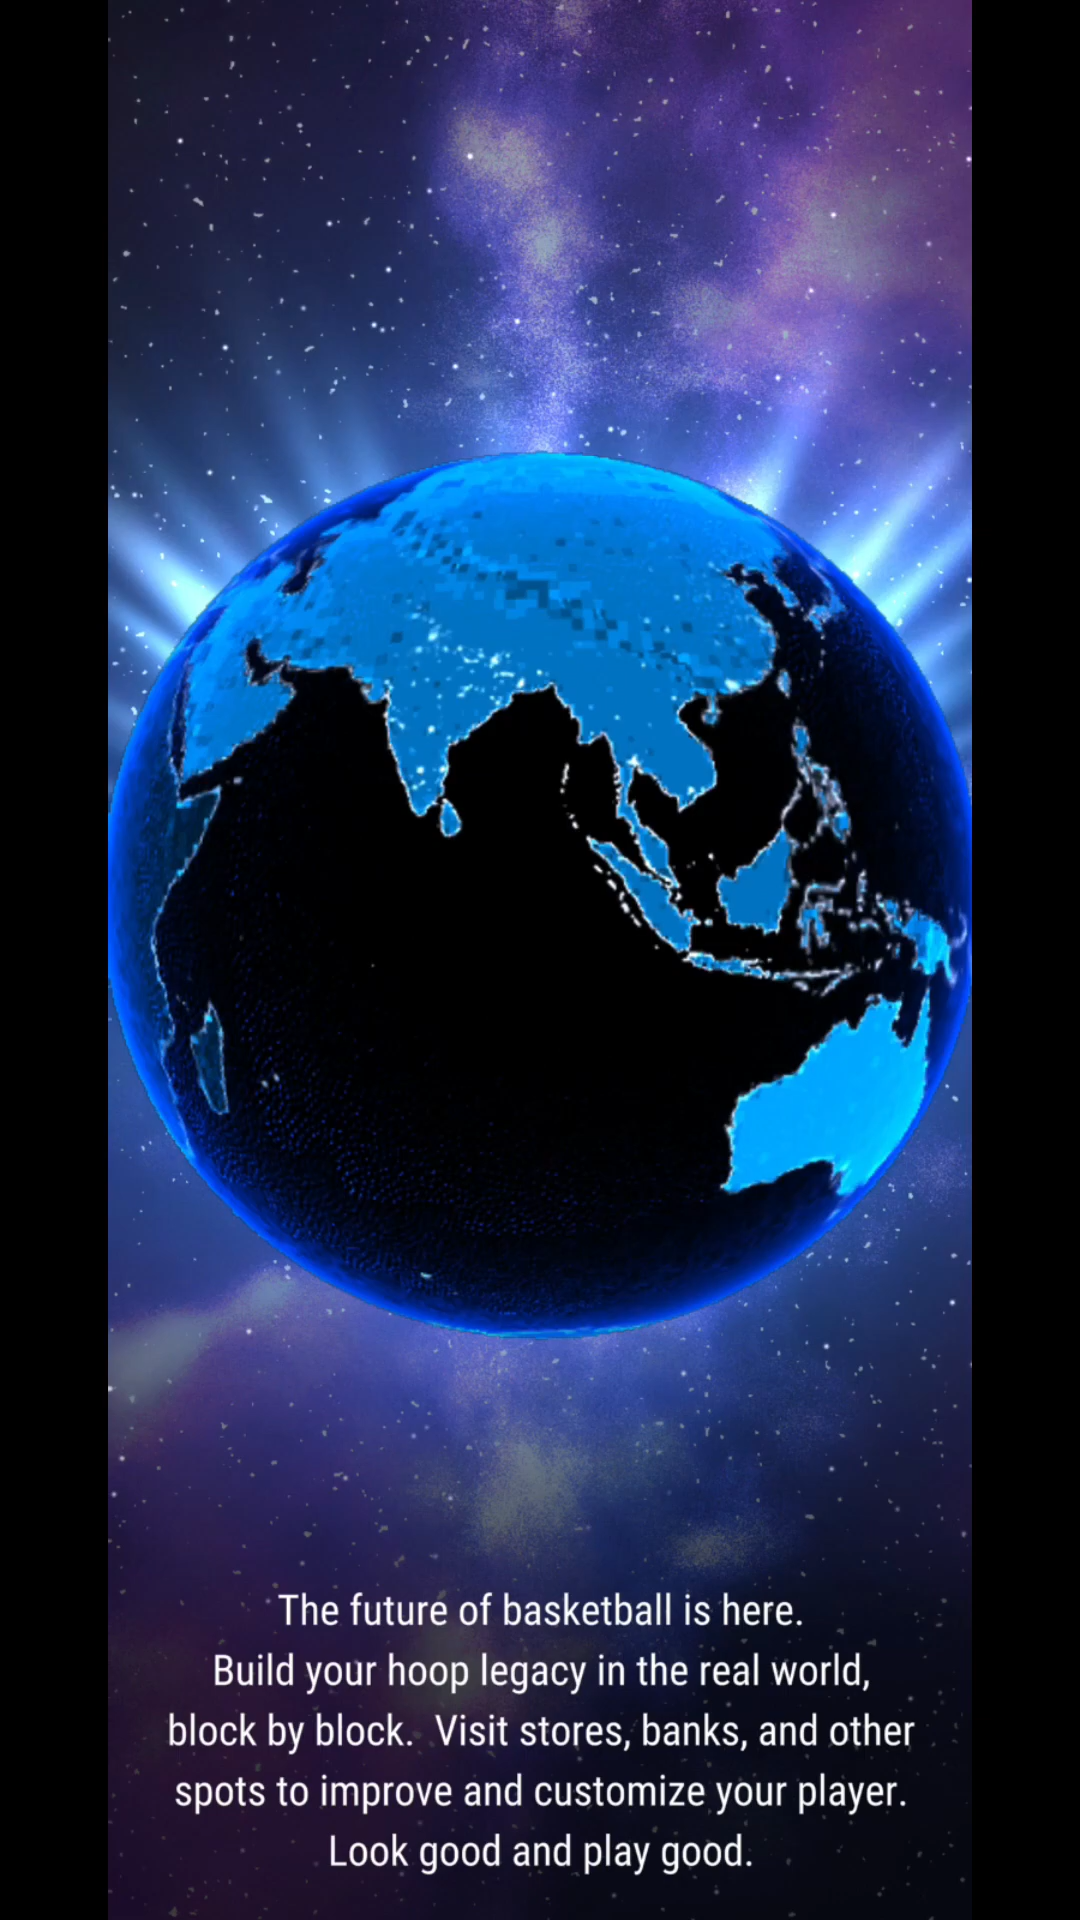 The future of basketball is here.
Build your hoop legacy in the real world,
block by block.  Visit stores, banks, and other
spots to improve and customize your player.
Look good and play good.